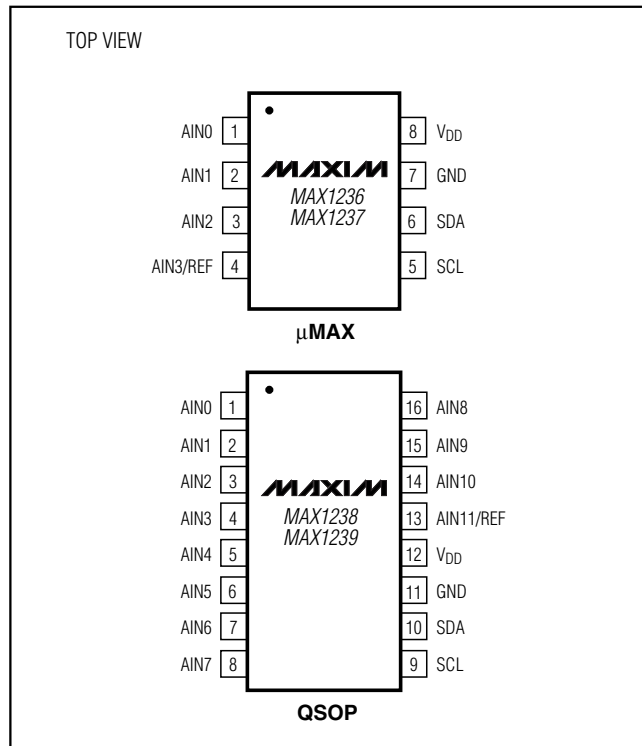 TOP VIEW
AIN0 1 8 VDD
AIN1 2 MAXIM 7 GND
MAX1236
AIN2 3 MAX1237 6 SDA
AIN3/REF 4 5 SCL
µMAX
AIN0 1 16 AIN8
AIN1 2 15 AIN9
AIN2 3 MAXIM 14 AIN10
AIN3 4 MAX1238 13 AIN11/REF
MAX1239
AIN4 5 12 VDD
AIN5 6 11 GND
AIN6 7 10 SDA
AIN7 8 9 SCL
QSOP